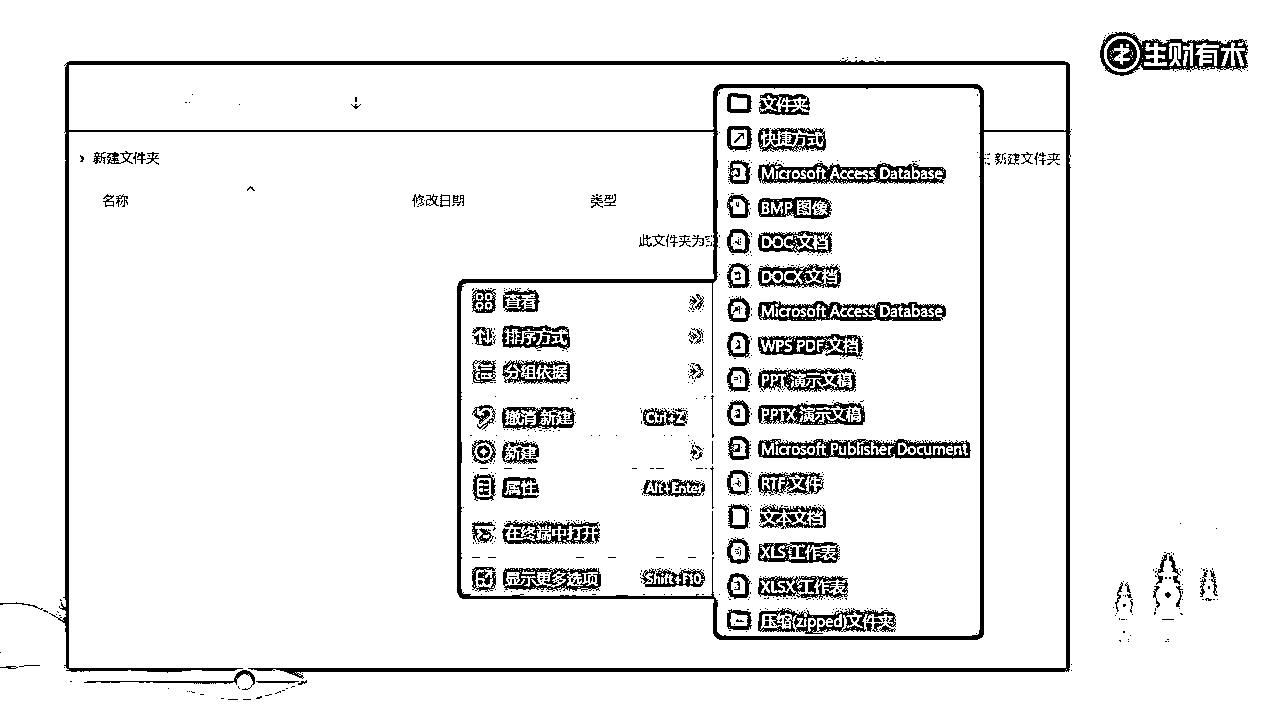 生财有术
新建文件夹
新建文件夹
名称
修改日期
类型
此文件夹为
查看
排序方式
分组依据
撤消 新建 Ctrl+Z
新建
属性 Alt+Enter
在终端中打开
显示更多选项 Shift+F10
文件夹
快捷方式
Microsoft Access Database
BMP 图像
DOC 文档
DOCX 文档
Microsoft Access Database
WPS PDF 文档
PPT 演示文稿
PPTX 演示文稿
Microsoft Publisher Document
RTF 文件
文本文档
XLS 工作表
XLSX 工作表
压缩(zipped)文件夹